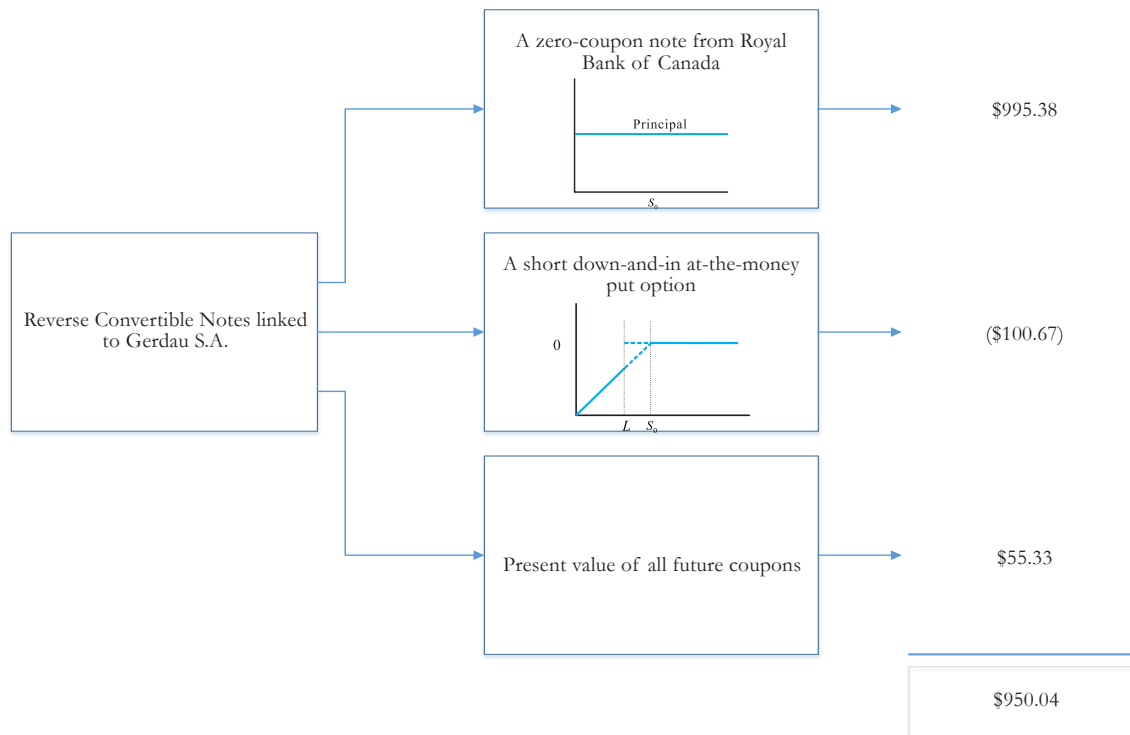 A zero-coupon note from Royal
Bank of Canada
Principal
S₀
$995.38
Reverse Convertible Notes linked
to Gerdau S.A.
A short down-and-in at-the-money
put option
0
L S₀
($100.67)
Present value of all future coupons
$55.33
$950.04